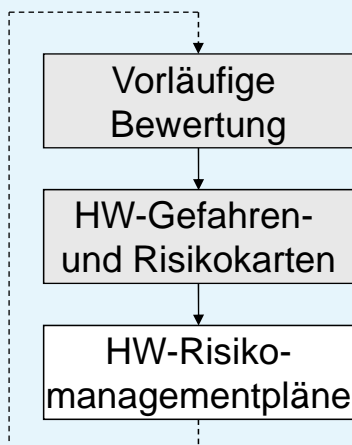 Vorläufige
Bewertung
HW-Gefahren-
und Risikokarten
HW-Risiko-
managementpläne